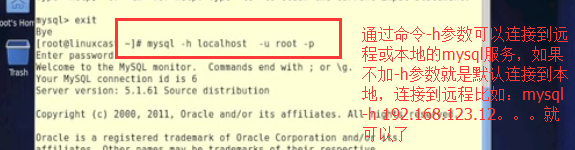 mysql> exit
Bye
[root@linuxcast ~]# mysql -h localhost -u root -p
Enter password
Welcome to the MySQL monitor. Commands end with ; or \g.
Your MySQL connection id is 6
Server version: 5.1.61 Source distribution
Copyright (c) 2000, 2011, Oracle and/or its affiliates. All rights reserved.
Oracle is a registered trademark of Oracle Corporation and/or its
affiliates. Other names may be trademarks of their respective
oot's Home
Trash
通过命令-h参数可以连接到远
程或本地的mysql服务，如果
不加-h参数就是默认连接到本
地，连接到远程比如：mysql
-h 192.168.123.12。。。就
可以了